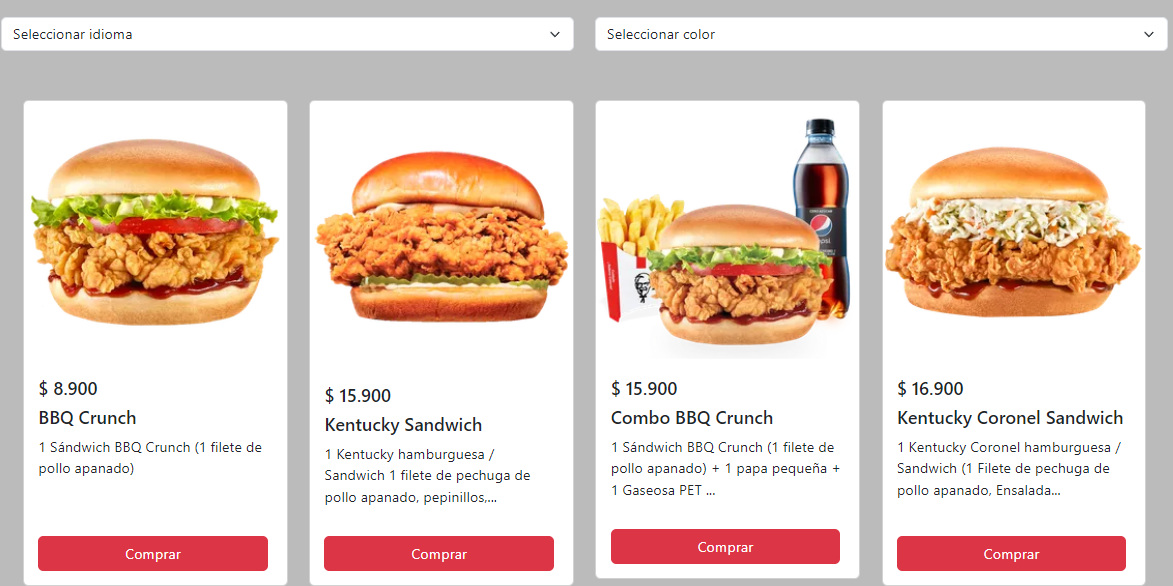 Seleccionar idioma
Seleccionar color
$ 8.900
BBQ Crunch
1 Sándwich BBQ Crunch (1 filete de
pollo apanado)
Comprar
$ 15.900
Kentucky Sandwich
1 Kentucky hamburguesa /
Sandwich 1 filete de pechuga de
pollo apanado, pepinillos,...
Comprar
$ 15.900
Combo BBQ Crunch
1 Sándwich BBQ Crunch (1 filete de
pollo apanado) + 1 papa pequeña +
1 Gaseosa PET ...
Comprar
$ 16.900
Kentucky Coronel Sandwich
1 Kentucky Coronel hamburguesa /
Sandwich (1 Filete de pechuga de
pollo apanado, Ensalada...
Comprar